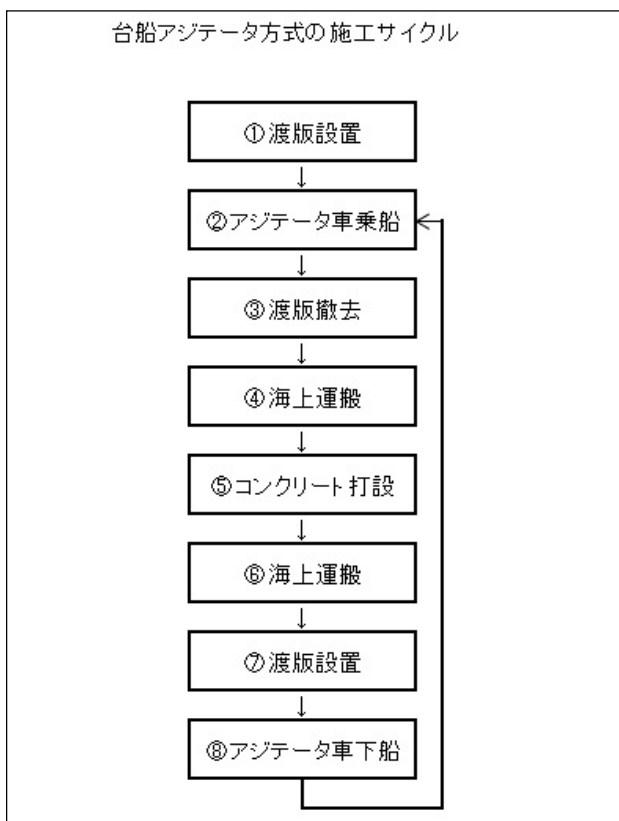 台船アジテータ方式の施工サイクル
①渡版設置
↓
②アジテータ車乗船
↓
③渡版撤去
↓
④海上運搬
↓
⑤コンクリート打設
↓
⑥海上運搬
↓
⑦渡版設置
↓
⑧アジテータ車下船